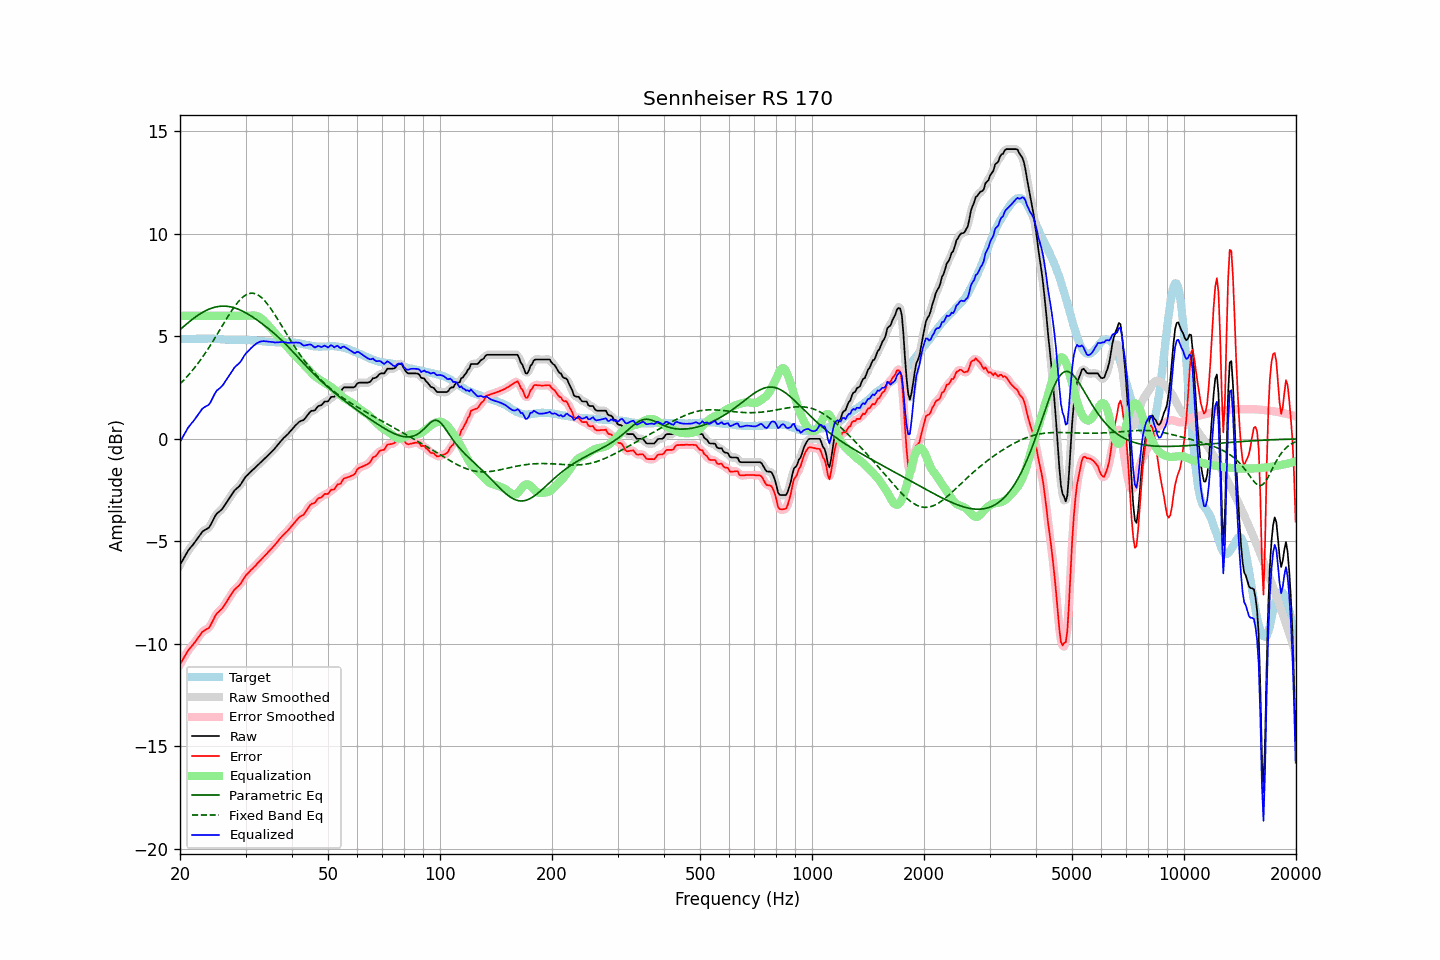 Sennheiser RS 170
Amplitude (dBr)
15
10
5
0
−5
−10
−15
−20
Target
Raw Smoothed
Error Smoothed
Raw
Error
Equalization
Parametric Eq
Fixed Band Eq
Equalized
20 50 100 200 500 1000 2000 5000 10000 20000
Frequency (Hz)